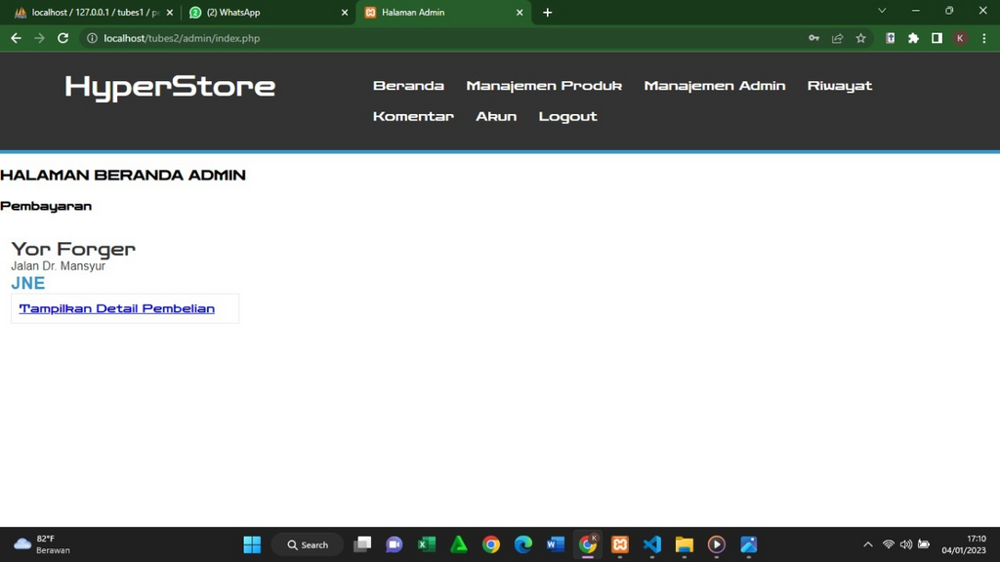 localhost / 127.0.0.1 / tubes1 / p
(2) WhatsApp
Halaman Admin
localhost/tubes2/admin/index.php
K
HyperStore
Beranda Manajemen Produk Manajemen Admin Riwayat
Komentar Akun Logout
HALAMAN BERANDA ADMIN
Pembayaran
Yor Forger
Jalan Dr. Mansyur
JNE
Tampilkan Detail Pembelian
82°F
Berawan
Search
17:10
04/01/2023